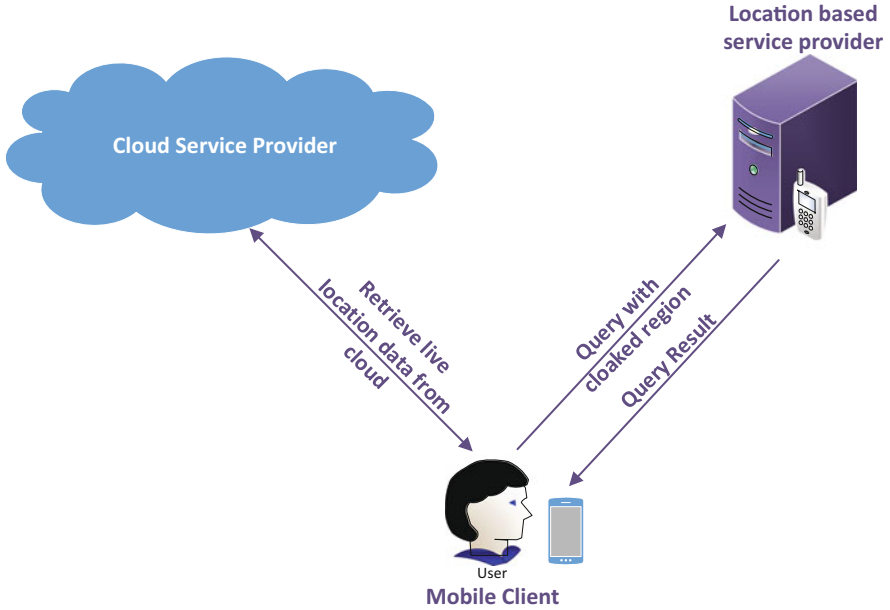 Location based
service provider
Cloud Service Provider
Retrieve live
location data from
cloud
Query with
cloaked region
Query Result
User
Mobile Client